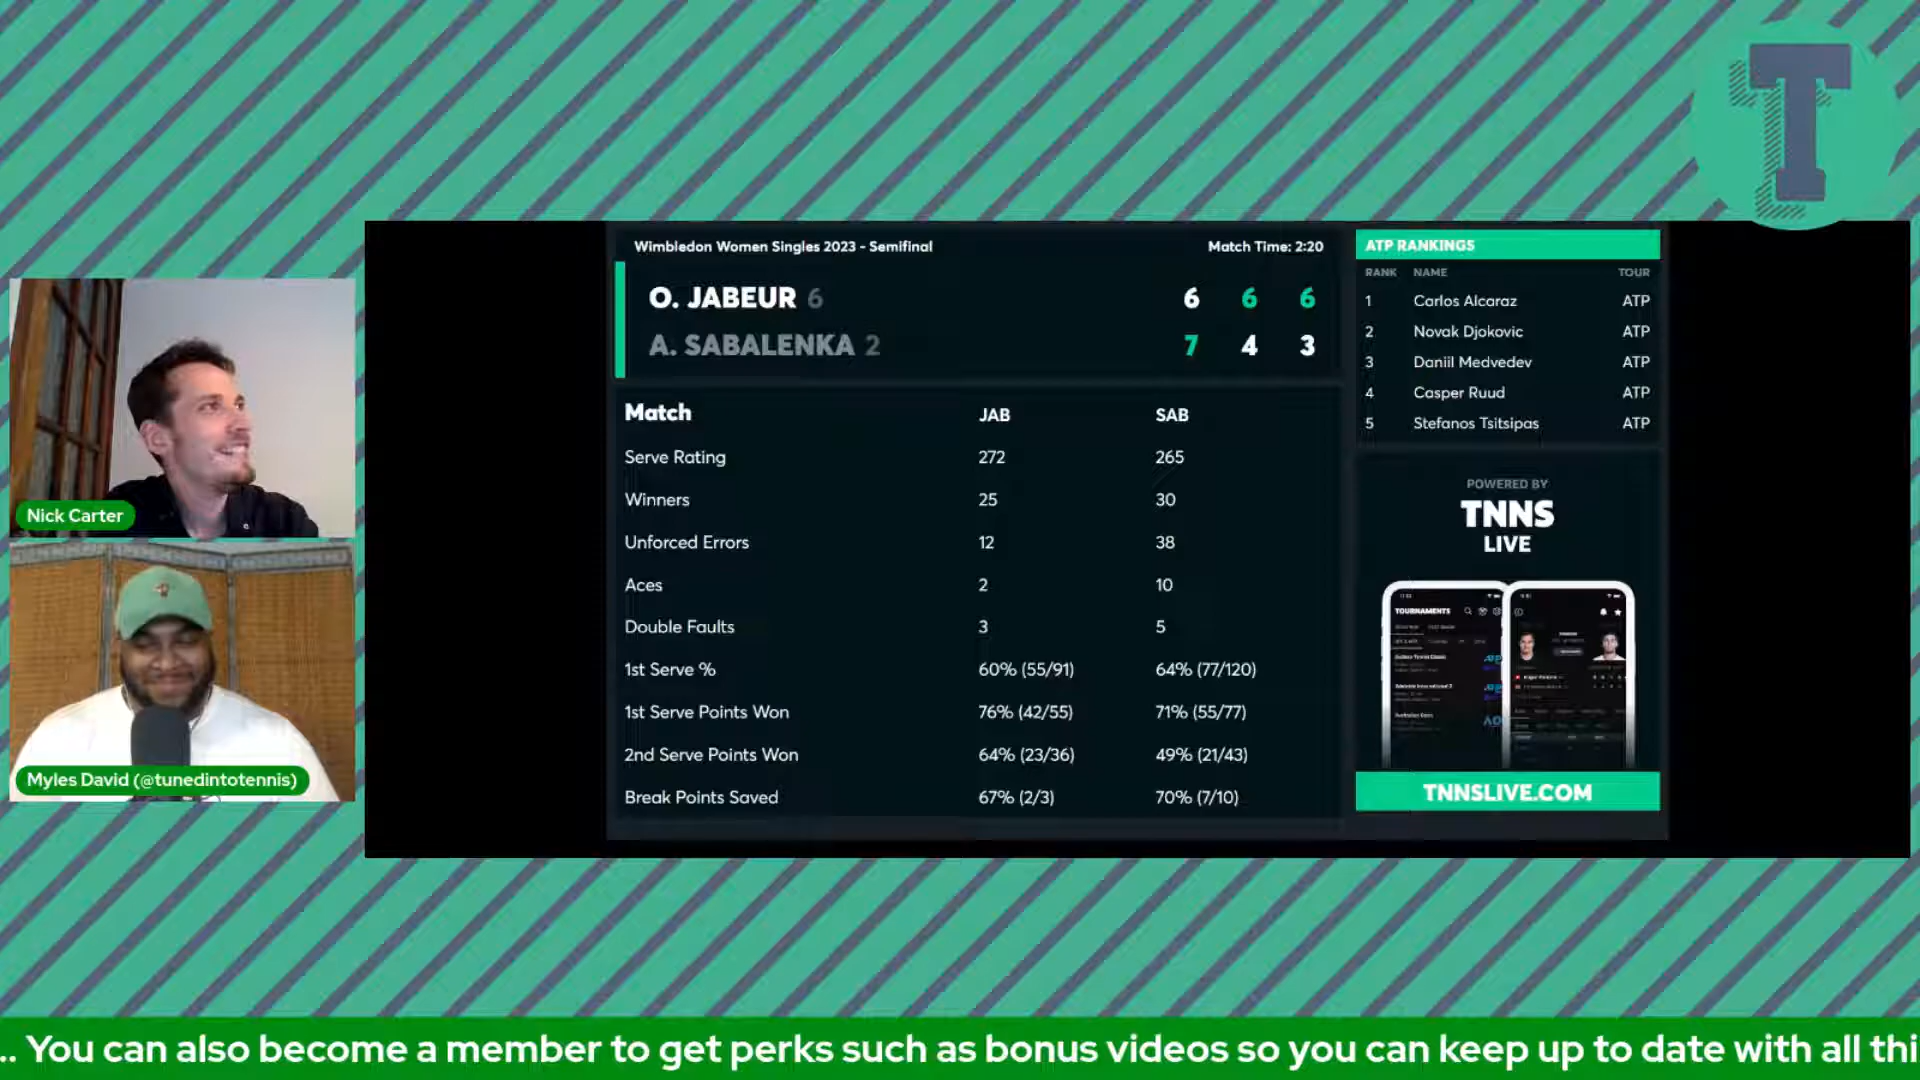 T
Wimbledon Women Singles 2023 - Semifinal
Match Time: 2:20
O. JABEUR 6 6 6 6
A. SABALENKA 2 7 4 3
Match JAB SAB
Serve Rating 272 265
Winners 25 30
Unforced Errors 12 38
Aces 2 10
Double Faults 3 5
1st Serve % 60% (55/91) 64% (77/120)
1st Serve Points Won 76% (42/55) 71% (55/77)
2nd Serve Points Won 64% (23/36) 49% (21/43)
Break Points Saved 67% (2/3) 70% (7/10)
ATP RANKINGS
RANK NAME TOUR
1 Carlos Alcaraz ATP
2 Novak Djokovic ATP
3 Daniil Medvedev ATP
4 Casper Ruud ATP
5 Stefanos Tsitsipas ATP
POWERED BY
TNNS
LIVE
TOURNAMENTS
TNNSLIVE.COM
Nick Carter
Myles David (@tunedintotennis)
.. You can also become a member to get perks such as bonus videos so you can keep up to date with all thi